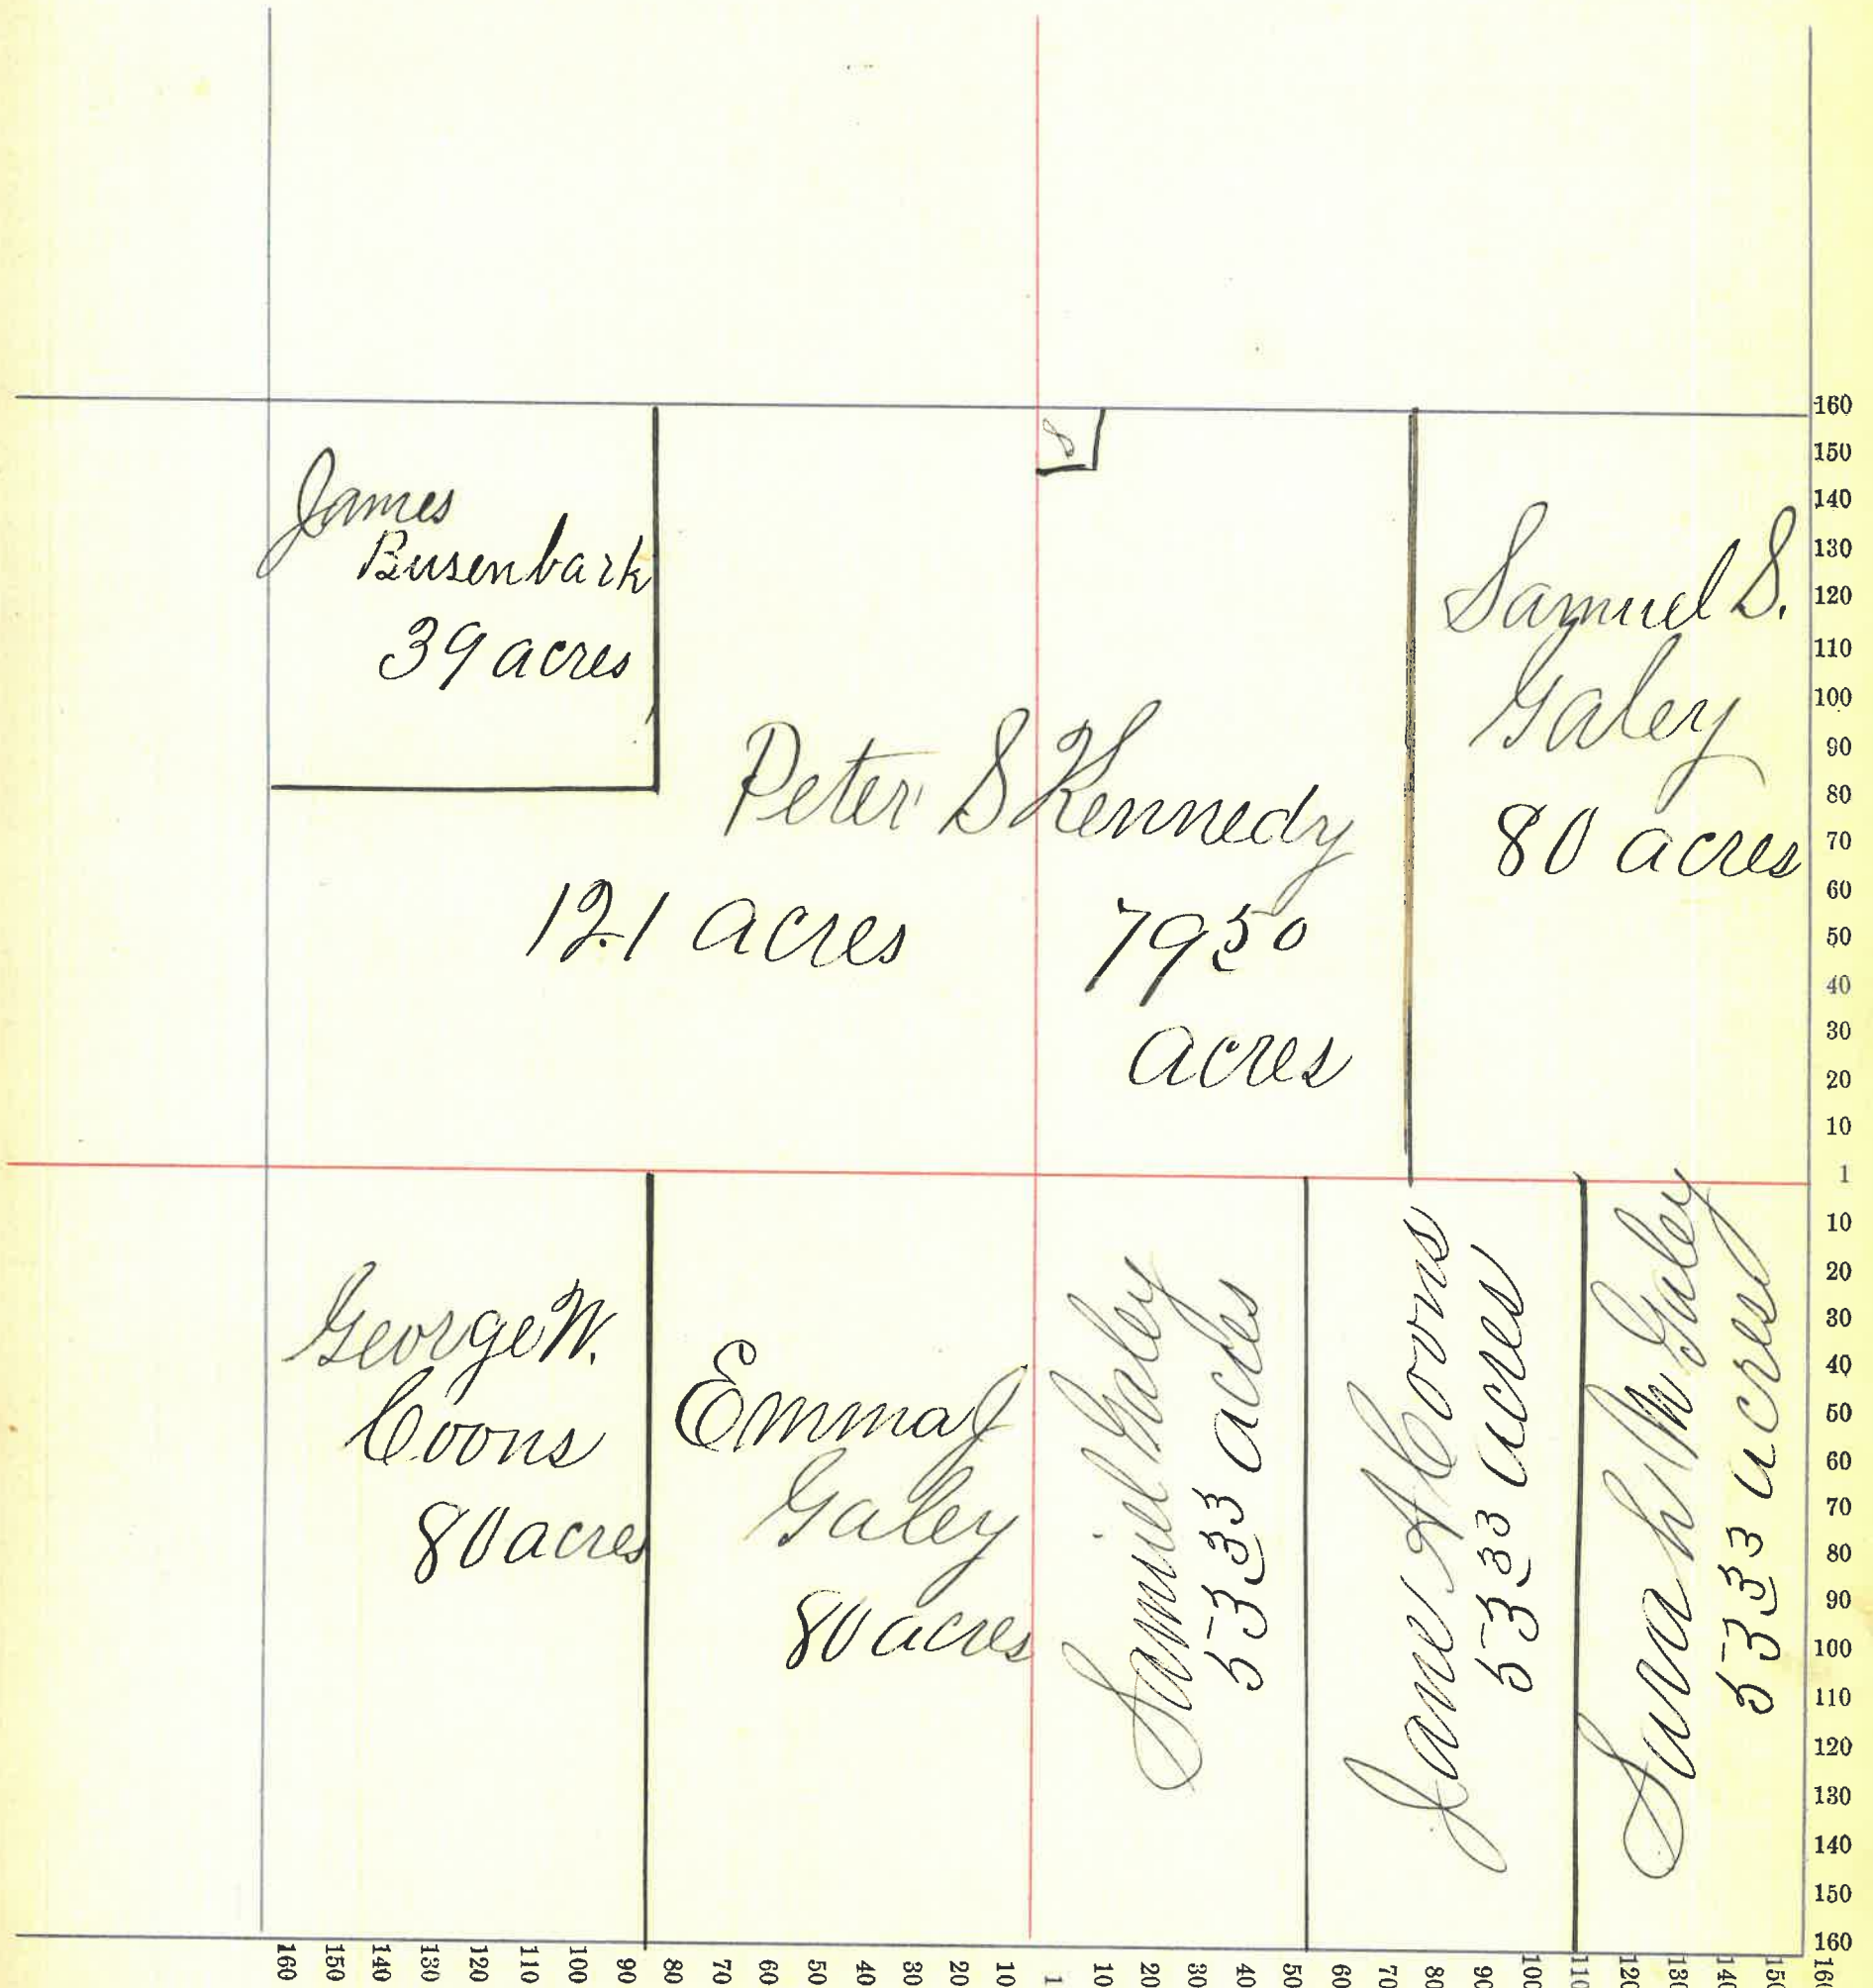 James
Busenbark
39 acres
Peter S Kennedy
121 acres
79 50
acres
Samuel S.
Galey
80 acres
George W.
Coons
80 acres
Emma J
Galey
80 acres
Samuel Galey
53 33 acres
Jane A Coons
53 33 acres
Sarah M Galey
53 33 acres
160
150
140
130
120
110
100
90
80
70
60
50
40
30
20
10
1
10
20
30
40
50
60
70
80
90
100
110
120
130
140
150
160
160 150 140 130 120 110 100 90 80 70 60 50 40 30 20 10 1 10 20 30 40 50 60 70 80 90 100 110 120 130 140 150 160